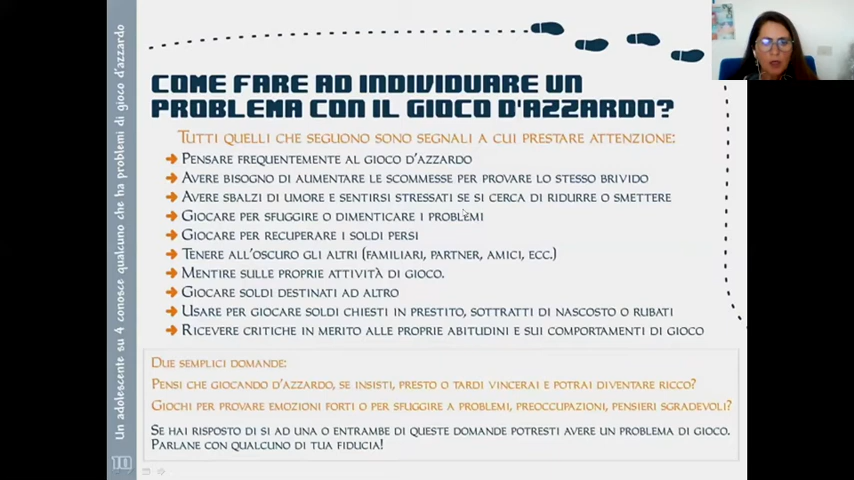 COME FARE AD INDIVIDUARE UN
PROBLEMA CON IL GIOCO D'AZZARDO?
TUTTI QUELLI CHE SEGUONO SONO SEGNALI A CUI PRESTARE ATTENZIONE:
PENSARE FREQUENTEMENTE AL GIOCO D'AZZARDO
AVERE BISOGNO DI AUMENTARE LE SCOMMESSE PER PROVARE LO STESSO BRIVIDO
AVERE SBALZI DI UMORE E SENTIRSI STRESSATI SE SI CERCA DI RIDURRE O SMETTERE
GIOCARE PER SFUGGIRE O DIMENTICARE I PROBLEMI
GIOCARE PER RECUPERARE I SOLDI PERSI
TENERE ALL'OSCURO GLI ALTRI (FAMILIARI, PARTNER, AMICI, ECC.)
MENTIRE SULLE PROPRIE ATTIVITÀ DI GIOCO.
GIOCARE SOLDI DESTINATI AD ALTRO
USARE PER GIOCARE SOLDI CHIESTI IN PRESTITO, SOTTRATTI DI NASCOSTO O RUBATI
RICEVERE CRITICHE IN MERITO ALLE PROPRIE ABITUDINI E SUI COMPORTAMENTI DI GIOCO
DUE SEMPLICI DOMANDE:
PENSI CHE GIOCANDO D'AZZARDO, SE INSISTI, PRESTO O TARDI VINCERAI E POTRAI DIVENTARE RICCO?
GIOCHI PER PROVARE EMOZIONI FORTI O PER SFUGGIRE A PROBLEMI, PREOCCUPAZIONI, PENSIERI SGRADEVOLI?
SE HAI RISPOSTO DI SI AD UNA O ENTRAMBE DI QUESTE DOMANDE POTRESTI AVERE UN PROBLEMA DI GIOCO.
PARLANE CON QUALCUNO DI TUA FIDUCIA!
Un adolescente su 4 conosce qualcuno che ha problemi di gioco d'azzardo
10